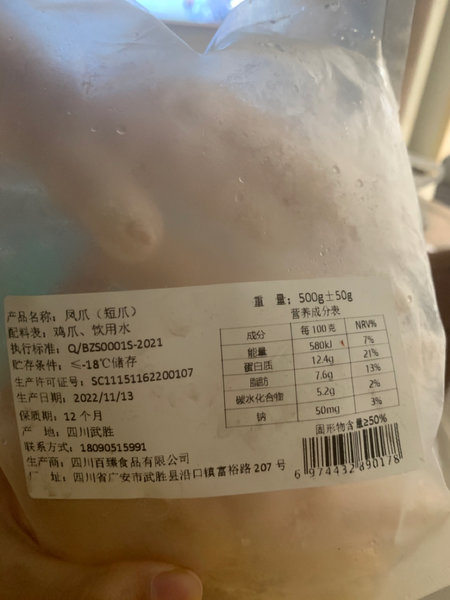 产品名称：凤爪（短爪）
配料表：鸡爪、饮用水
执行标准：Q/BZS0001S-2021
贮存条件：≤-18℃储存
生产许可证号：SC11151162200107
生产日期：2022/11/13
保质期：12个月
产 地：四川武胜
联系方式：18090515991
生产商：四川百臻食品有限公司
址：四川省广安市武胜县沿口镇富裕路207号
重 量：500g±50g
营养成分表
成分 每100克 NRV%
能量 580kJ 7%
蛋白质 12.4g 21%
脂肪 7.6g 13%
碳水化合物 5.2g 2%
钠 50mg 3%
固形物含量≥50%
6 974432 890178